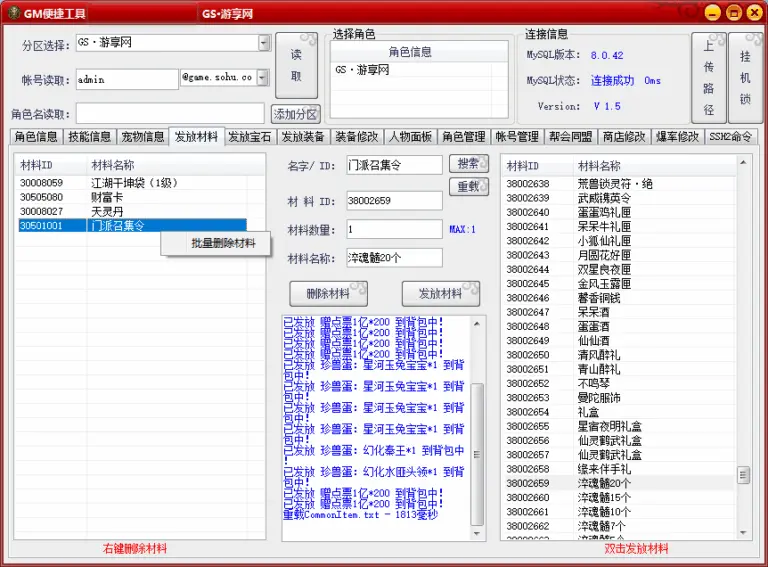 GM便捷工具
GS·游享网
分区选择:
GS·游享网
帐号读取:
admin
@game.sohu.co
角色名读取:
读取
添加分区
选择角色
角色信息
GS·游享网
连接信息
MySQL版本: 8.0.42
MySQL状态: 连接成功 0ms
Version: V 1.5
上传路径
挂机锁
角色信息 技能信息 宠物信息 发放材料 发放宝石 发放装备 装备修改 人物面板 角色管理 帐号管理 帮会同盟 商店修改 爆率修改 SSH2命令
材料ID 材料名称
30008059 江湖干坤袋（1级）
30505080 财富卡
30008027 天灵丹
30501001 门派召集令
批量删除材料
右键删除材料
名字/ ID: 门派召集令 搜索
重载
材 料 ID: 38002659
材料数量: 1 MAX:1
材料名称: 淬魂髓20个
删除材料 发放材料
已发放 赠点票1亿*200 到背包中!
已发放 赠点票1亿*200 到背包中!
已发放 赠点票1亿*200 到背包中!
已发放 赠点票1亿*200 到背包中!
已发放 珍兽蛋: 星河玉兔宝宝*1 到背
包中!
已发放 珍兽蛋: 星河玉兔宝宝*1 到背
包中!
已发放 珍兽蛋: 星河玉兔宝宝*1 到背
包中!
已发放 珍兽蛋: 星河玉兔宝宝*1 到背
包中!
已发放 珍兽蛋: 幻化秦王*1 到背包中
!
已发放 珍兽蛋: 幻化水匪头领*1 到背
包中!
已发放 赠点票1亿*200 到背包中!
已发放 赠点票1亿*200 到背包中!
重载CommonItem.txt - 1813毫秒
材料ID 材料名称
38002638 荒兽锁灵符·绝
38002639 武威镌英令
38002640 蛋蛋鸡礼匣
38002641 呆呆牛礼匣
38002642 小狐仙礼匣
38002643 月圆花好匣
38002644 双星良夜匣
38002645 金风玉露匣
38002646 馨香铜钱
38002647 呆呆酒
38002648 蛋蛋酒
38002649 仙仙酒
38002650 清风醉礼
38002651 青山醉礼
38002652 不鸣琴
38002653 曼陀服饰
38002654 礼盒
38002655 星宿夜明礼盒
38002656 仙灵鹤武礼盒
38002657 仙灵鹤武礼盒
38002658 缘来伴手礼
38002659 淬魂髓20个
38002660 淬魂髓15个
38002661 淬魂髓10个
38002662 淬魂髓7个
双击发放材料